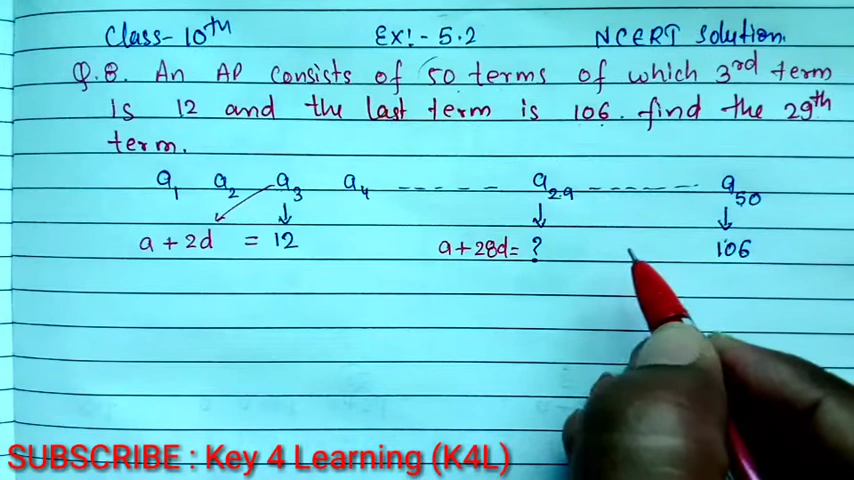 Class- 10th Ex!- 5.2 NCERT Solution.
Q.8. An AP consists of 50 terms of which 3rd term
is 12 and the last term is 106. find the 29th
term.
a1 a2 a3 a4 ------ a29 ------- a50
a + 2d = 12 a+28d= ? 106
SUBSCRIBE : Key 4 Learning (K4L)